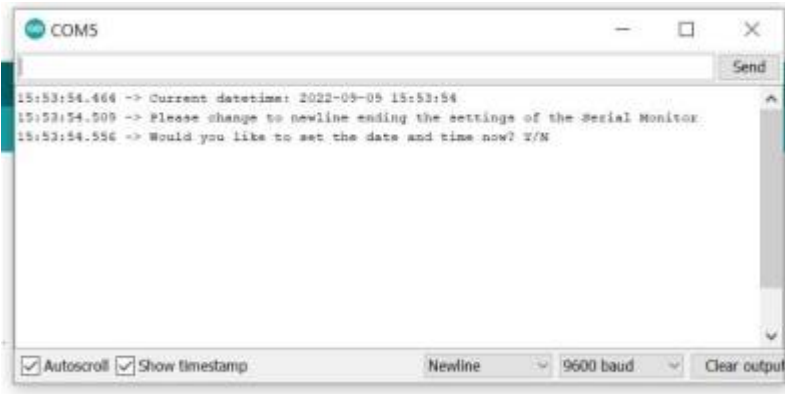 COM5
Send
15:53:54.464 -> Current datetime: 2022-09-09 15:53:54
15:53:54.509 -> Please change to newline ending the settings of the Serial Monitor
15:53:54.556 -> Would you like to set the date and time now? Y/N
Autoscroll Show timestamp Newline 9600 baud Clear output